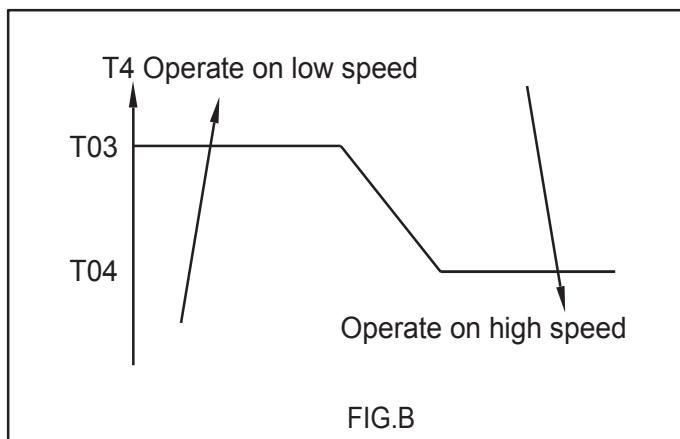 T4 Operate on low speed
T03
T04
Operate on high speed
FIG.B